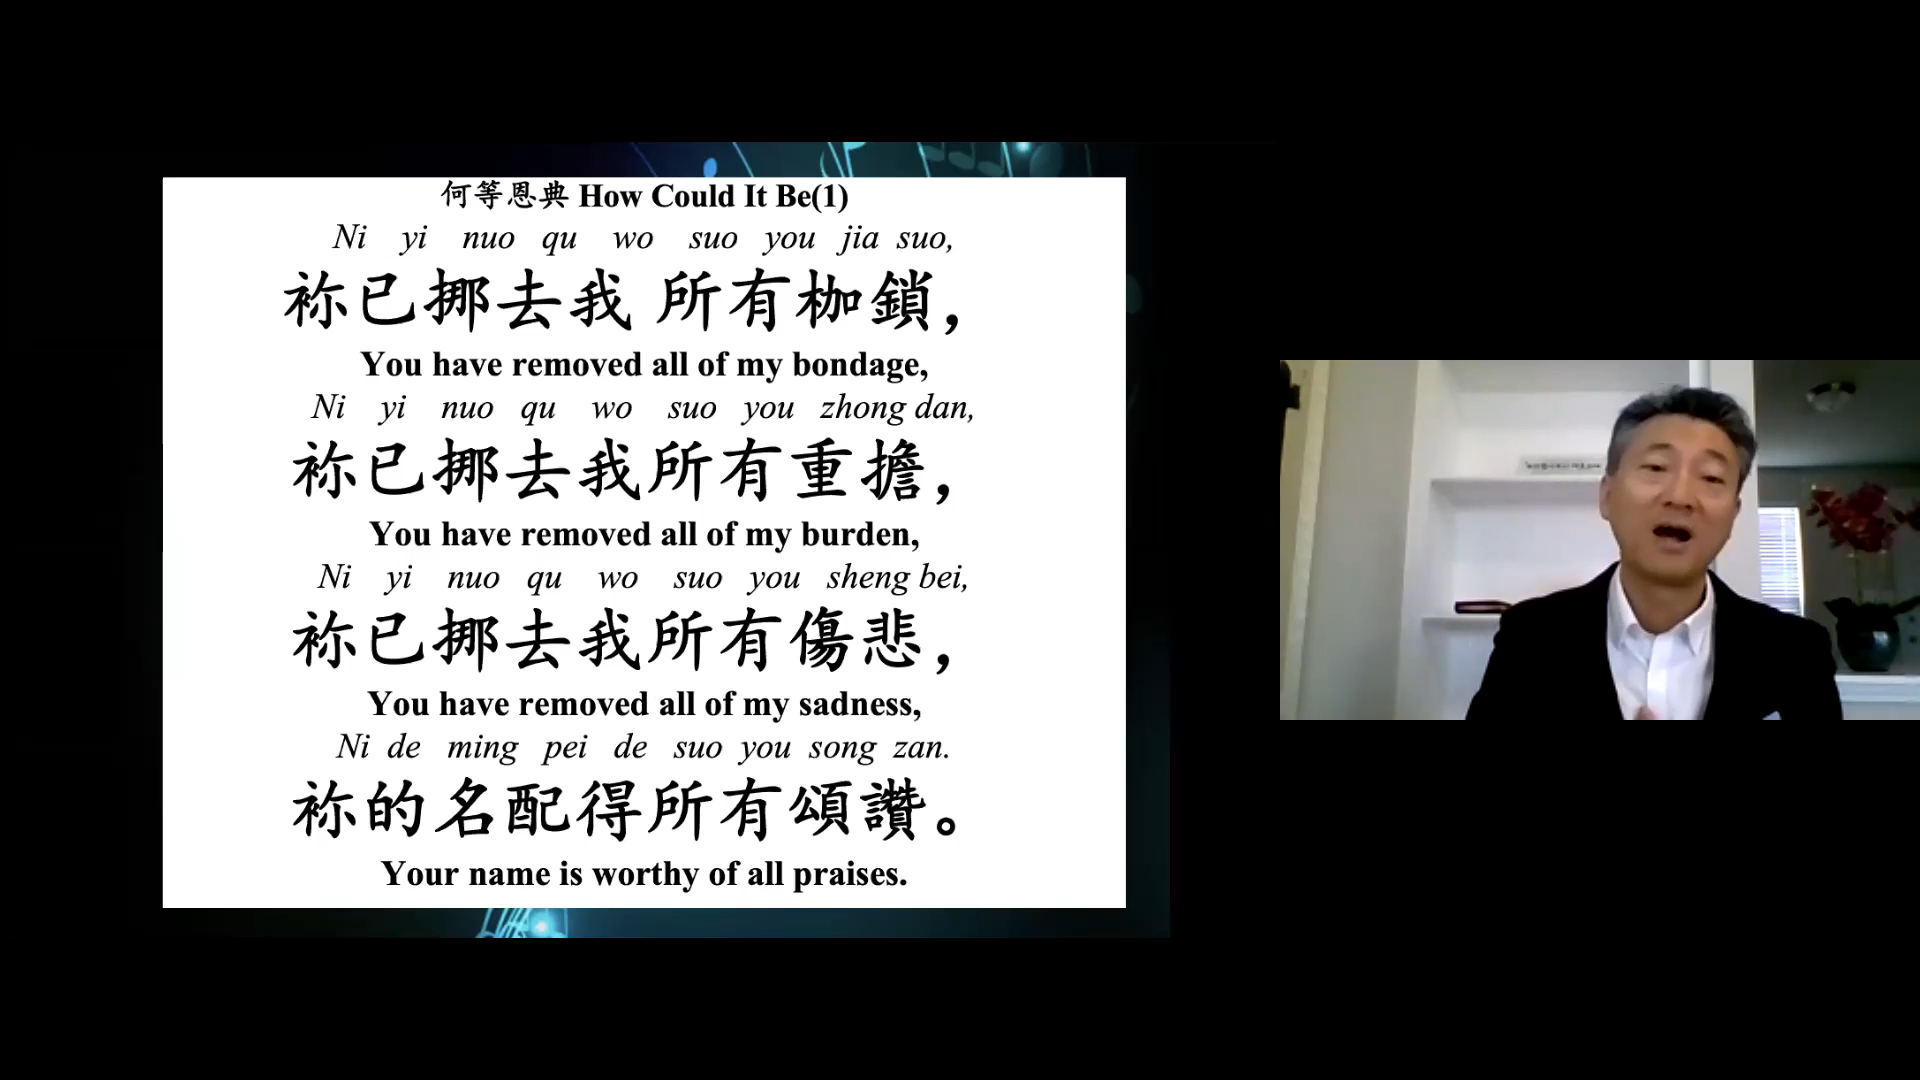 何等恩典 How Could It Be(1)
Ni yi nuo qu wo suo you jia suo,
祢已挪去我 所有枷鎖，
You have removed all of my bondage,
Ni yi nuo qu wo suo you zhong dan,
祢已挪去我所有重擔，
You have removed all of my burden,
Ni yi nuo qu wo suo you sheng bei,
祢已挪去我所有傷悲，
You have removed all of my sadness,
Ni de ming pei de suo you song zan.
祢的名配得所有頌讚。
Your name is worthy of all praises.